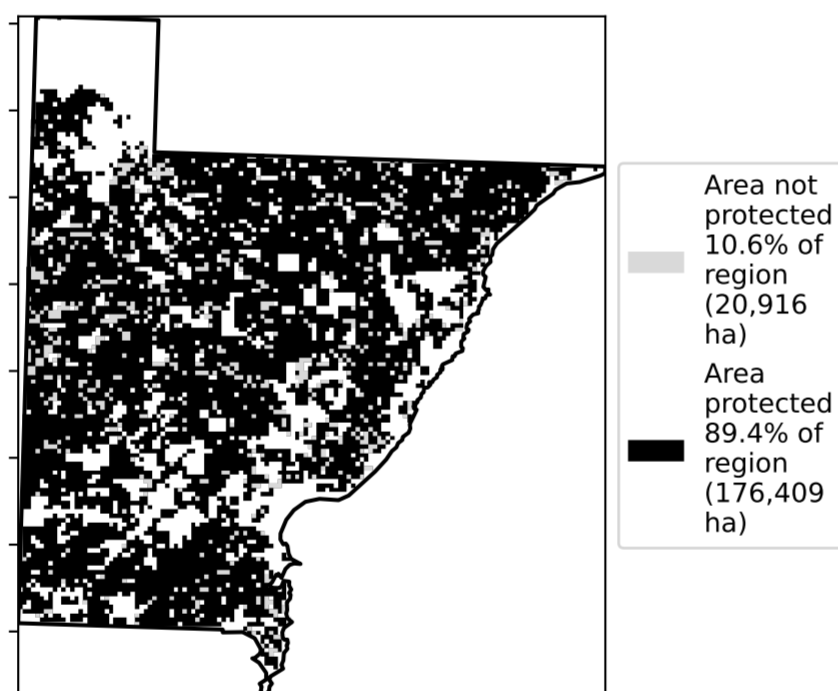 Area not
protected
10.6% of
region
(20,916
ha)
Area
protected
89.4% of
region
(176,409
ha)